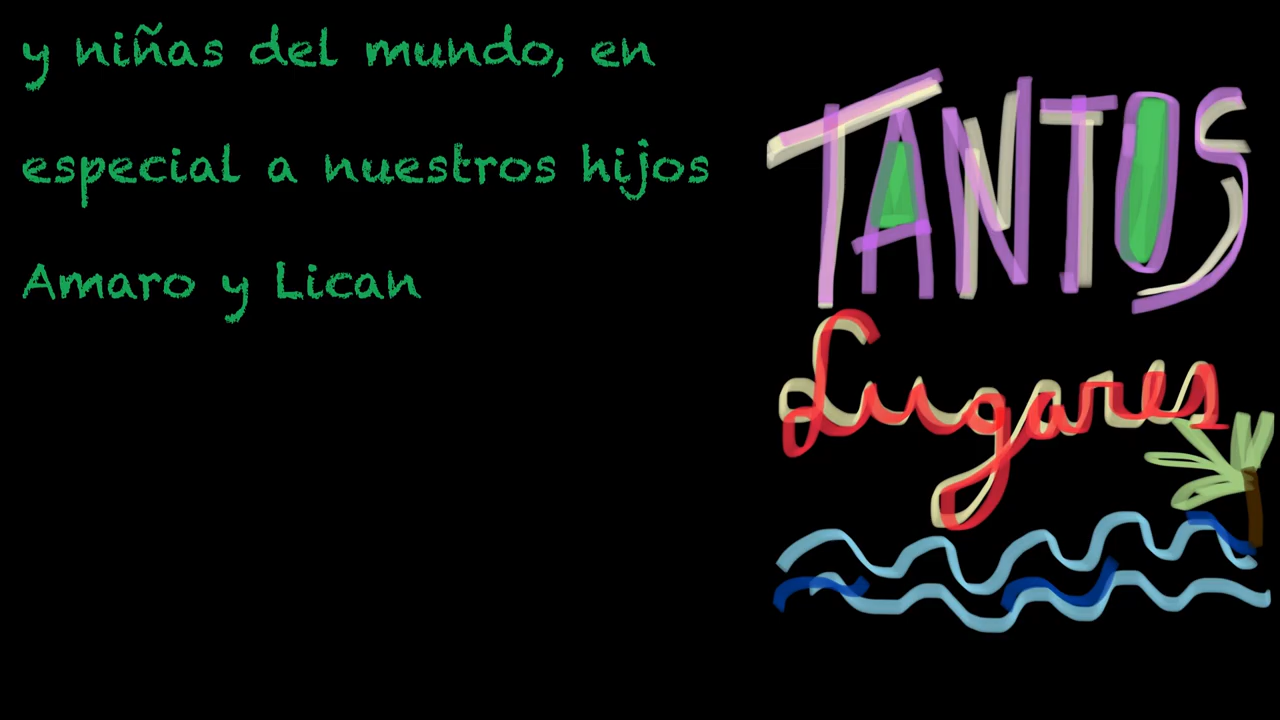 y niñas del mundo, en
especial a nuestros hijos
Amaro y Lican
TANTOS
Lugares